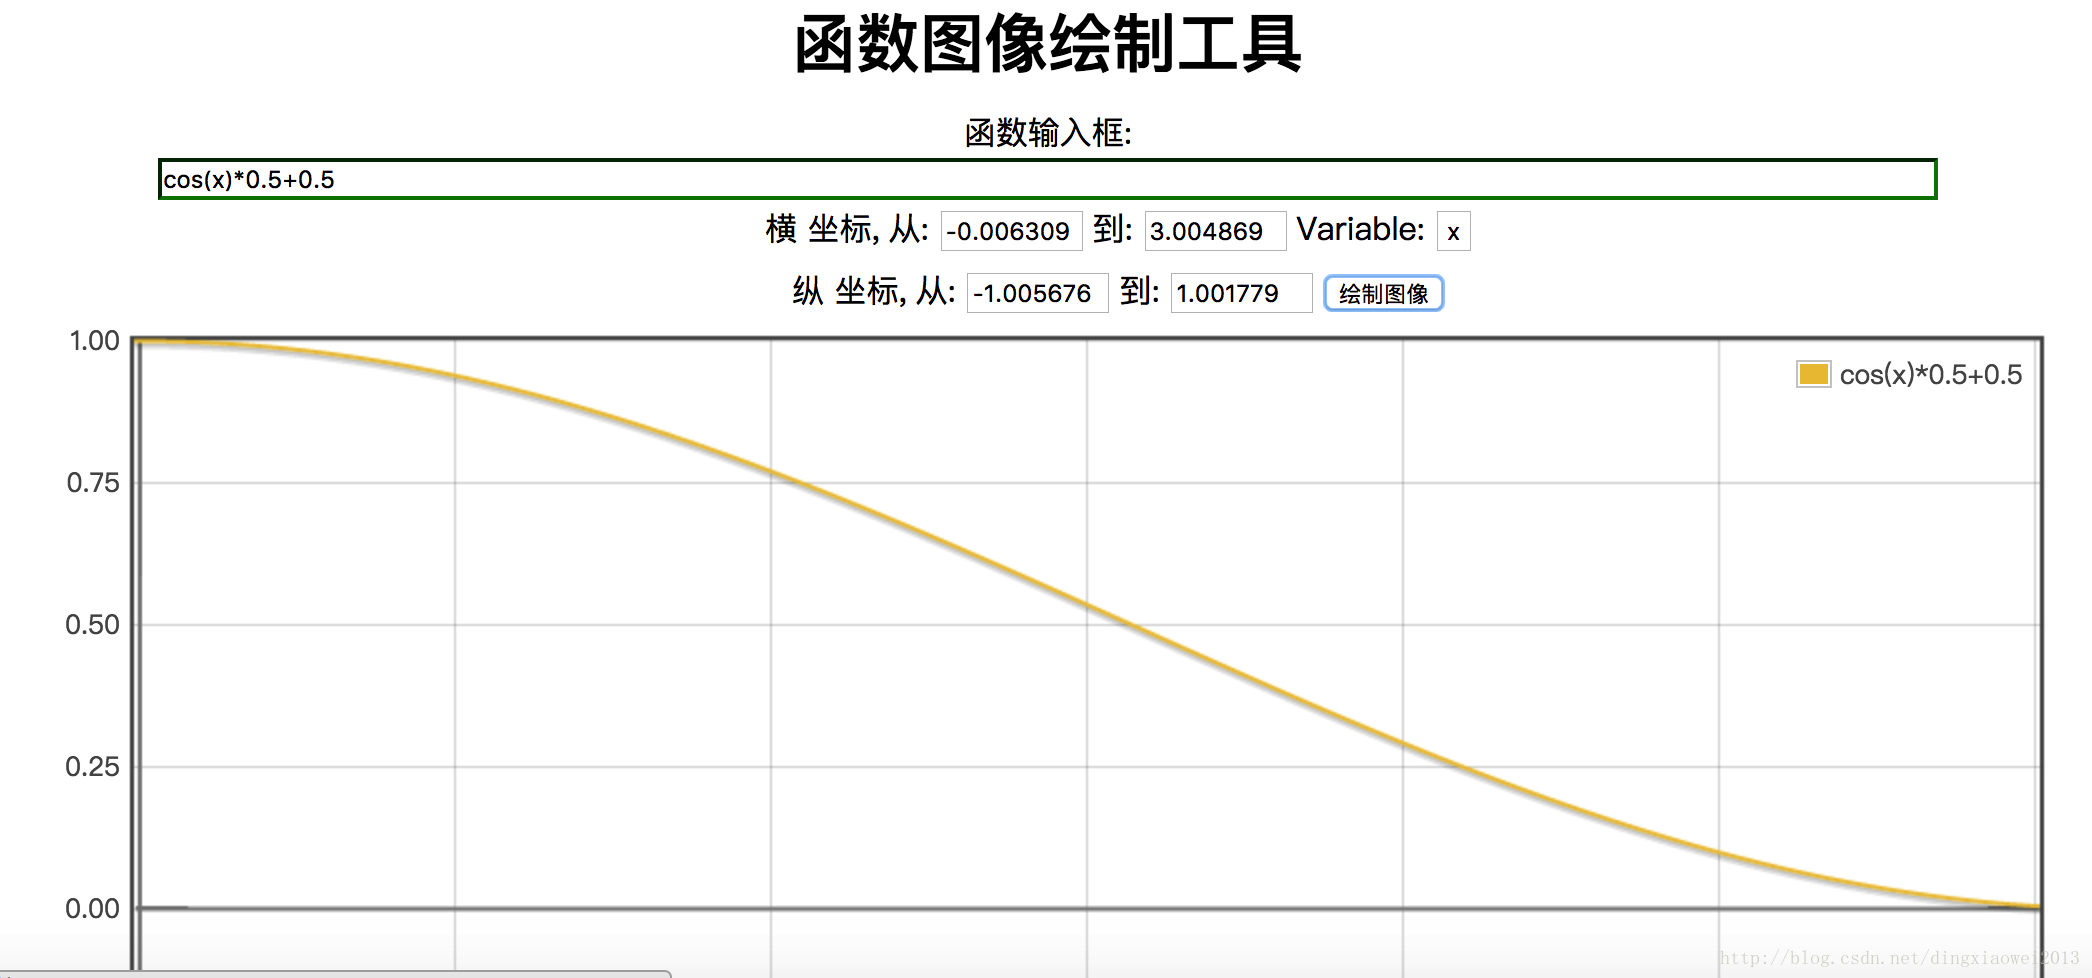 函数图像绘制工具
函数输入框:
cos(x)*0.5+0.5
横 坐标, 从: -0.006309 到: 3.004869 Variable: x
纵 坐标, 从: -1.005676 到: 1.001779 绘制图像
1.00
cos(x)*0.5+0.5
0.75
0.50
0.25
0.00
http://blog.csdn.net/dingxiaowei2013